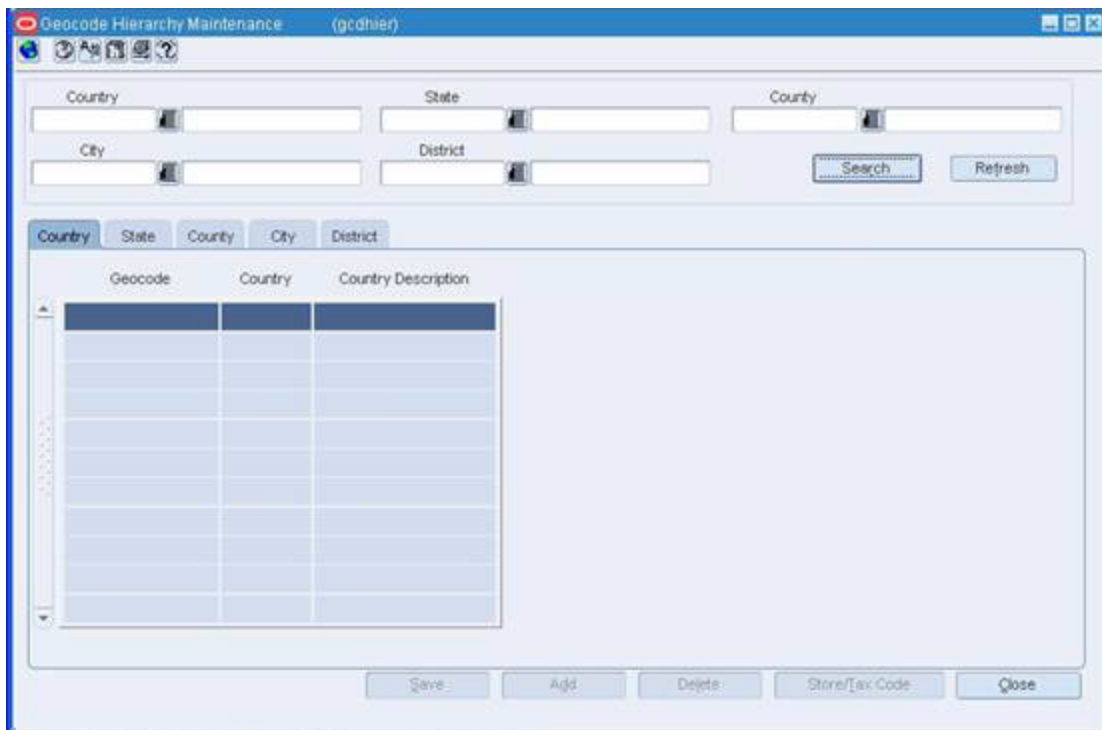 Geocode Hierarchy Maintenance (gcdhier)
Country State County
City District
Search Refresh
Country State County City District
Geocode Country Country Description
Save Add Delete Store/Tax Code Close